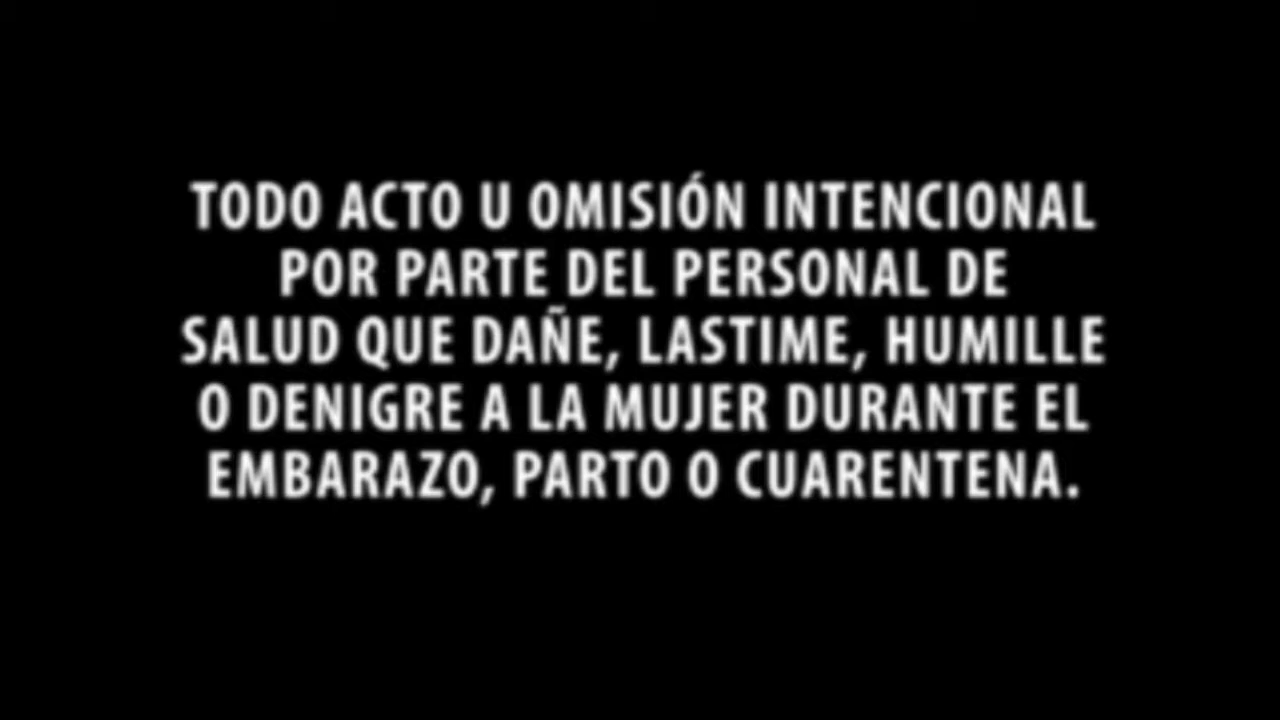 TODO ACTO U OMISIÓN INTENCIONAL
POR PARTE DEL PERSONAL DE
SALUD QUE DAÑE, LASTIME, HUMILLE
O DENIGRE A LA MUJER DURANTE EL
EMBARAZO, PARTO O CUARENTENA.